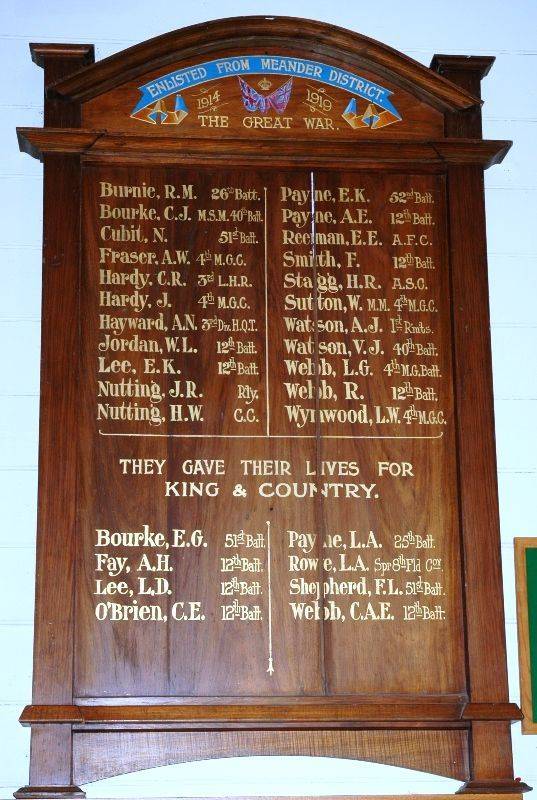 ENLISTED FROM MEANDER DISTRICT.
1914 1919
THE GREAT WAR.
Burnie, R.M. 26th Batt.
Bourke, C.J. M.S.M. 40th Batt.
Cubit, N. 51st Batt.
Fraser, A.W. 4th M.G.C.
Hardy, C.R. 3rd L.H.R.
Hardy, J. 4th M.G.C.
Hayward, A.N. 3rd Dn. H.Q.T.
Jordan, W.L. 12th Batt.
Lee, E.K. 12th Batt.
Nutting, J.R. Rly.
Nutting, H.W. C.C.
Payne, E.K. 52nd Batt.
Payne, A.E. 12th Batt.
Reeman, E.E. A.F.C.
Smith, F. 12th Batt.
Stagg, H.R. A.S.C.
Sutton, W. M.M. 4th M.G.C.
Watson, A.J. 1st Rmts.
Watson, V.J. 40th Batt.
Webb, L.G. 4th M.G.Batt.
Webb, R. 12th Batt.
Wynwood, L.W. 4th M.G.C.
THEY GAVE THEIR LIVES FOR
KING & COUNTRY.
Bourke, E.G. 51st Batt.
Fay, A.H. 12th Batt.
Lee, L.D. 12th Batt.
O'Brien, C.E. 12th Batt.
Payne, L.A. 25th Batt.
Rowe, L.A. Spr 8th Fld Coy.
Shepherd, F.L. 51st Batt.
Webb, C.A.E. 12th Batt.